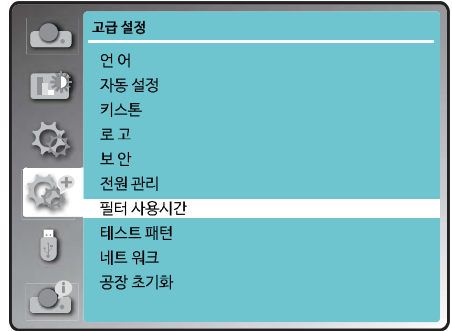 고급 설정
언 어
자동 설정
키스톤
로 고
보 안
전원 관리
필터 사용시간
테스트 패턴
네트 워크
공장 초기화